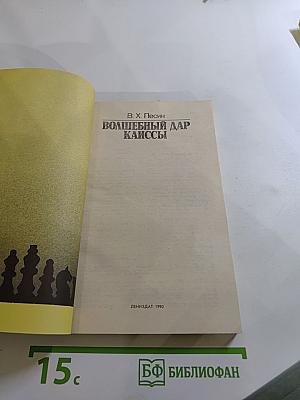 В. Х. Песин
ВОЛШЕБНЫЙ ДАР
КАИССЫ
ЛЕНИЗДАТ 1990
15с
БФ БИБЛИОФАН